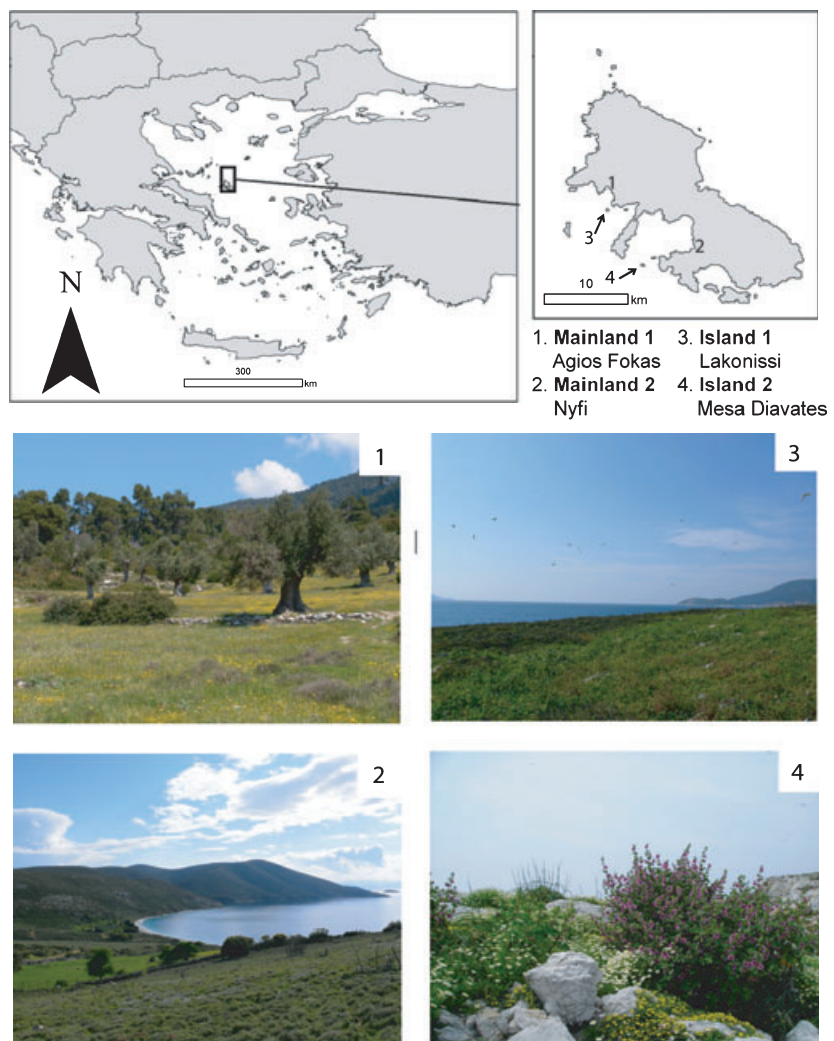 N
300
km
1
2
3
4
10
km
1. Mainland 1
Agios Fokas
2. Mainland 2
Nyfi
3. Island 1
Lakonissi
4. Island 2
Mesa Diavates
1
3
2
4